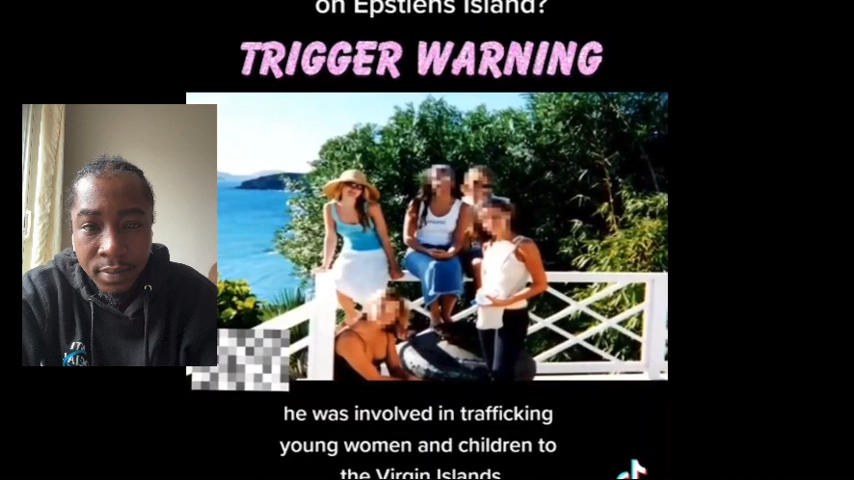 on Epstiens Island?
TRIGGER WARNING
he was involved in trafficking
young women and children to
the Virgin Islands